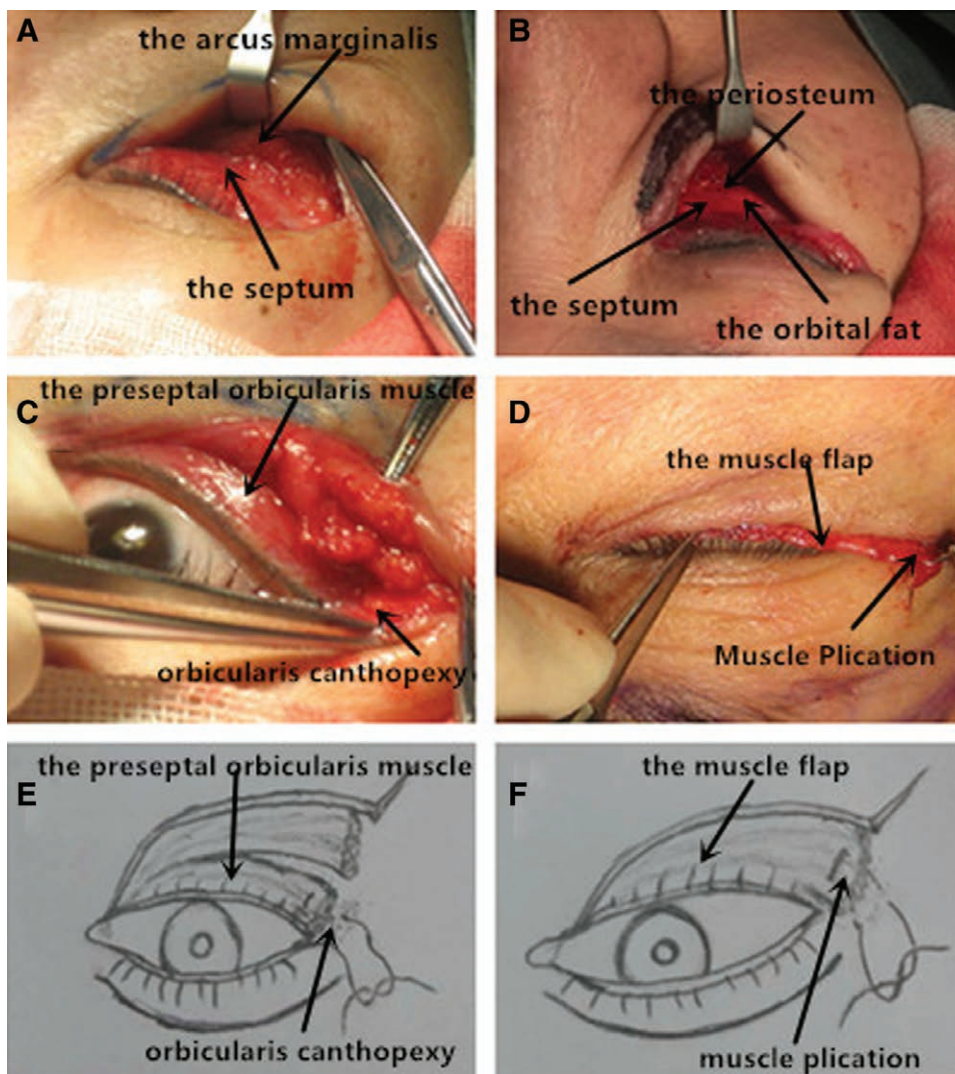 A
the arcus marginalis
the septum
B
the periosteum
the septum
the orbital fat
C
the preseptal orbicularis muscle
orbicularis canthopexy
D
the muscle flap
Muscle Plication
E
the preseptal orbicularis muscle
orbicularis canthopexy
F
the muscle flap
muscle plication